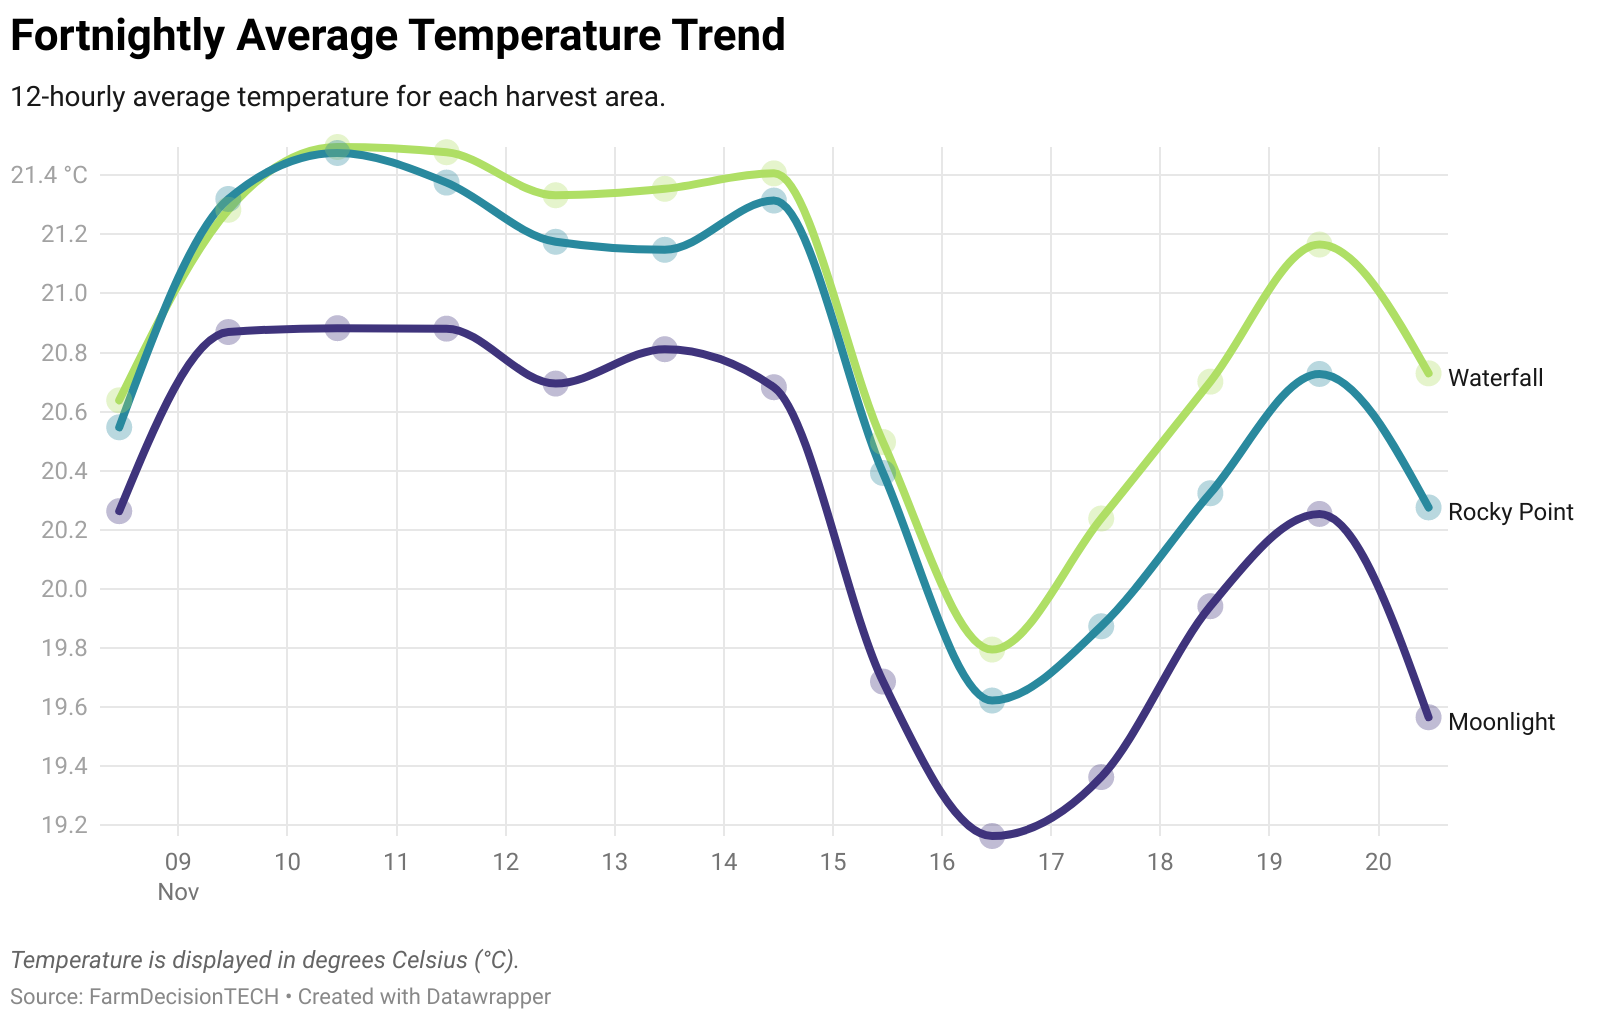 Fortnightly Average Temperature Trend
12-hourly average temperature for each harvest area.
21.4 °C
21.2
21.0
20.8
20.6
20.4
20.2
20.0
19.8
19.6
19.4
19.2
Waterfall
Rocky Point
Moonlight
09 10 11 12 13 14 15 16 17 18 19 20
Nov
Temperature is displayed in degrees Celsius (°C).
Source: FarmDecisionTECH • Created with Datawrapper